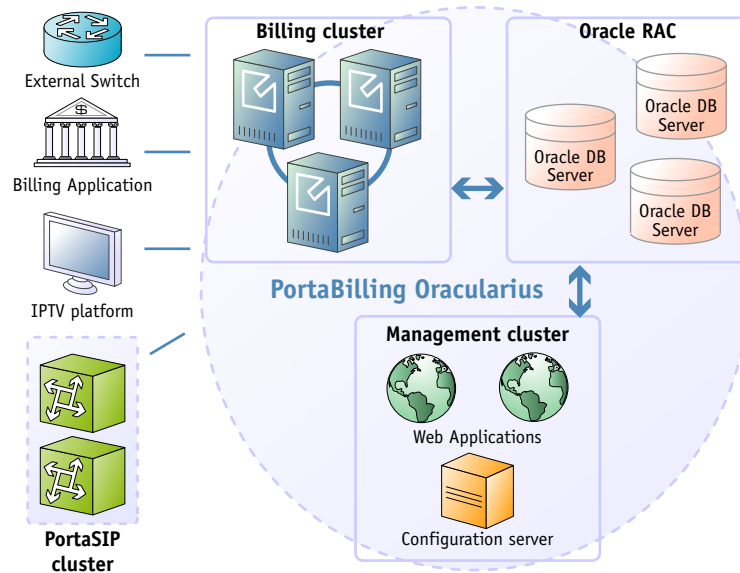 Billing cluster
Oracle RAC
External Switch
Oracle DB
Server
Oracle DB
Server
Oracle DB
Server
$
Billing Application
IPTV platform
PortaBilling Oracularius
Management cluster
Web Applications
Configuration server
PortaSIP
cluster